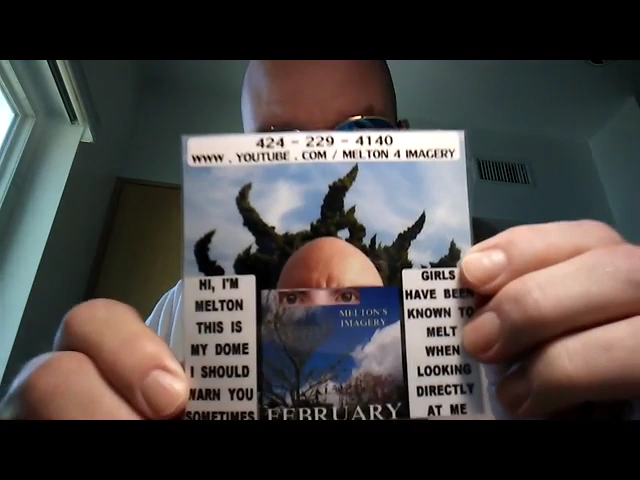 424 - 229 - 4140
WWW . YOUTUBE . COM / MELTON 4 IMAGERY
HI, I'M
MELTON
THIS IS
MY DOME
I SHOULD
WARN YOU
SOMETIMES
MELTON'S
IMAGERY
FEBRUARY
GIRLS
HAVE BEEN
KNOWN TO
MELT
WHEN
LOOKING
DIRECTLY
AT ME